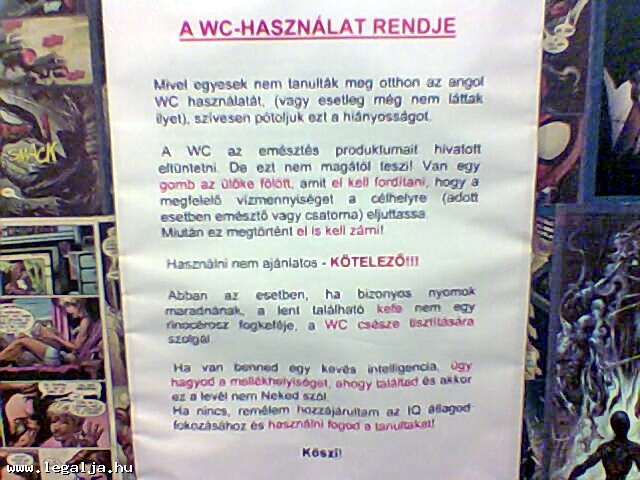 A WC-HASZNÁLAT RENDJE
Mivel egyesek nem tanulták meg otthon az angol
WC használatát, (vagy esetleg még nem láttak
ilyet), szívesen pótoljuk ezt a hiányosságot.
A WC az emésztés produktumait hivatott
eltüntetni. De ezt nem magától teszi! Van egy
gomb az ülőke fölött, amit el kell fordítani, hogy a
megfelelő vízmennyiséget a célhelyre (adott
esetben emésztő vagy csatorna) eljuttassa.
Miután ez megtörtént el is kell zárni!
Használni nem ajánlatos - KÖTELEZŐ!!!
Abban az esetben, ha bizonyos nyomok
maradnának, a lent található kefe nem egy
rinocérosz fogkeféje, a WC csésze tisztítására
szolgál.
Ha van benned egy kevés intelligencia, úgy
hagyod a mellékhelyiséget, ahogy találtad és akkor
ez a levél nem Neked szól.
Ha nincs, remélem hozzájárultam az IQ állagod
fokozásához és használni fogod a tanultakat!
Köszi!
SMACK
www.legalja.hu